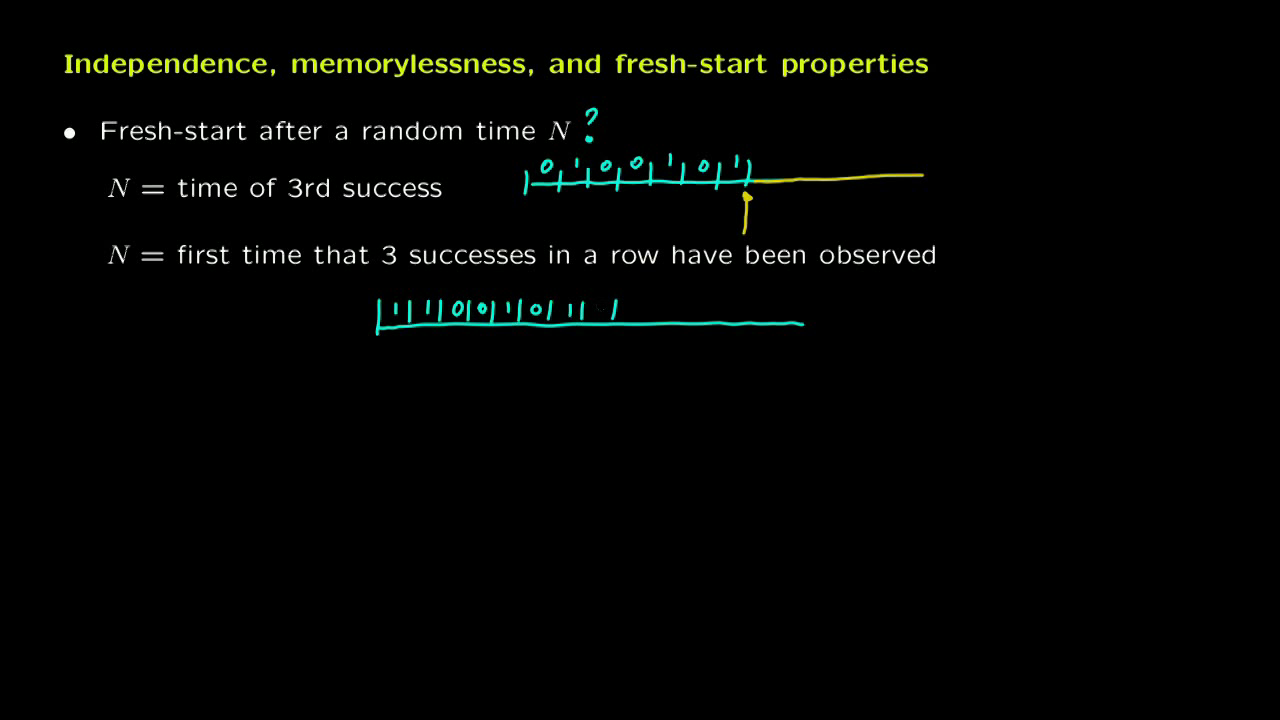 Independence, memorylessness, and fresh-start properties
• Fresh-start after a random time N ?
0 1 0 0 1 0 1
N = time of 3rd success
N = first time that 3 successes in a row have been observed
| 1 | 1 | 0 | 0 | 1 | 0 | 1 | 1